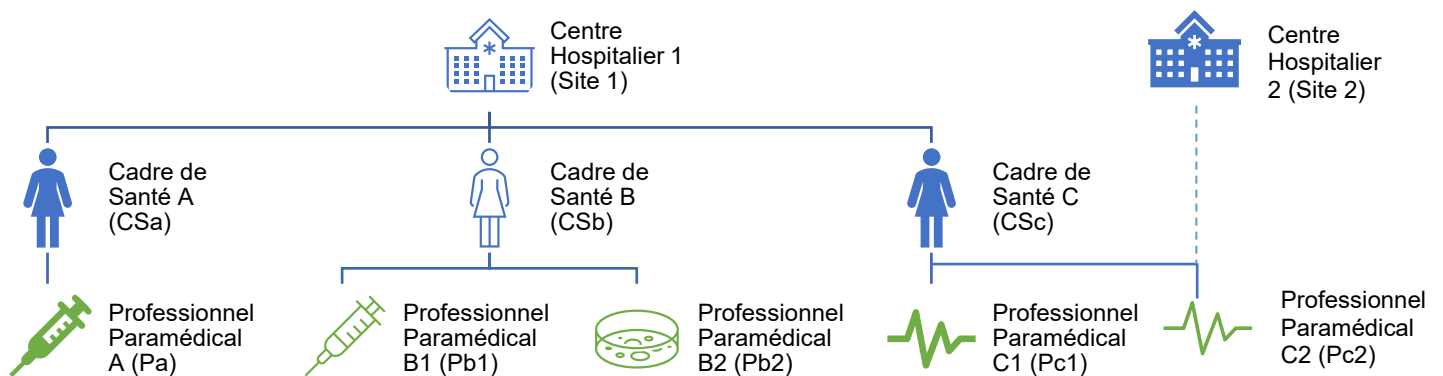 Centre
Hospitalier 1
(Site 1)
Centre
Hospitalier
2 (Site 2)
Cadre de
Santé A
(CSa)
Cadre de
Santé B
(CSb)
Cadre de
Santé C
(CSc)
Professionnel
Paramédical
A (Pa)
Professionnel
Paramédical
B1 (Pb1)
Professionnel
Paramédical
B2 (Pb2)
Professionnel
Paramédical
C1 (Pc1)
Professionnel
Paramédical
C2 (Pc2)